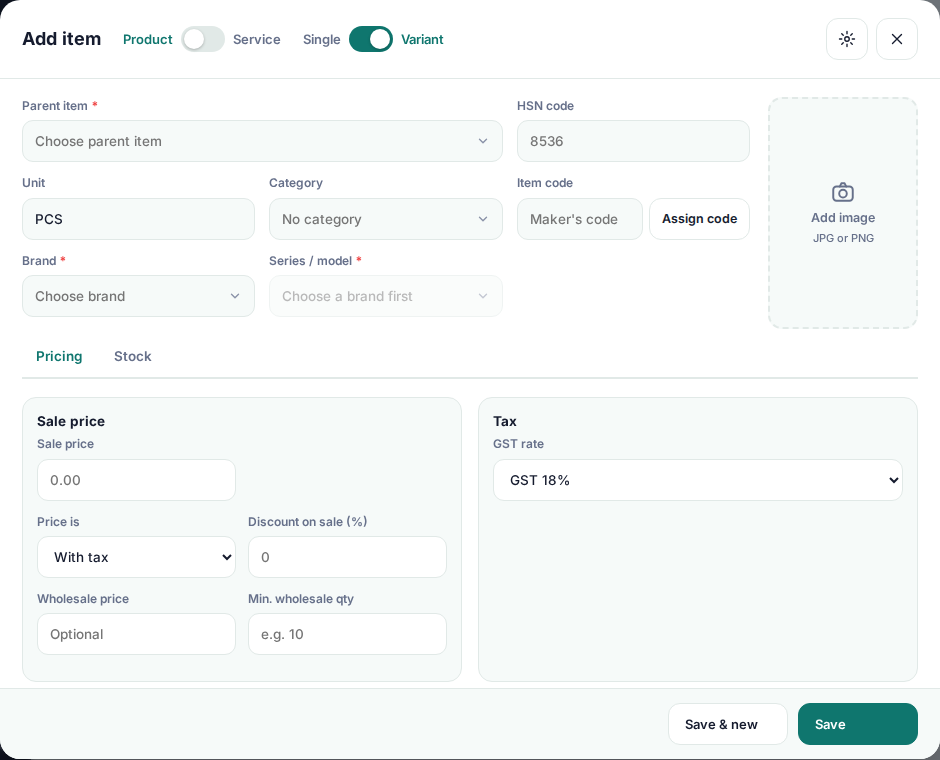 Add item Product Service Single Variant
Parent item * HSN code
Choose parent item 8536
Unit Category Item code
PCS No category Maker's code Assign code
Add image
JPG or PNG
Brand * Series / model *
Choose brand Choose a brand first
Pricing Stock
Sale price Tax
Sale price GST rate
0.00 GST 18%
Price is Discount on sale (%)
With tax 0
Wholesale price Min. wholesale qty
Optional e.g. 10
Save & new Save